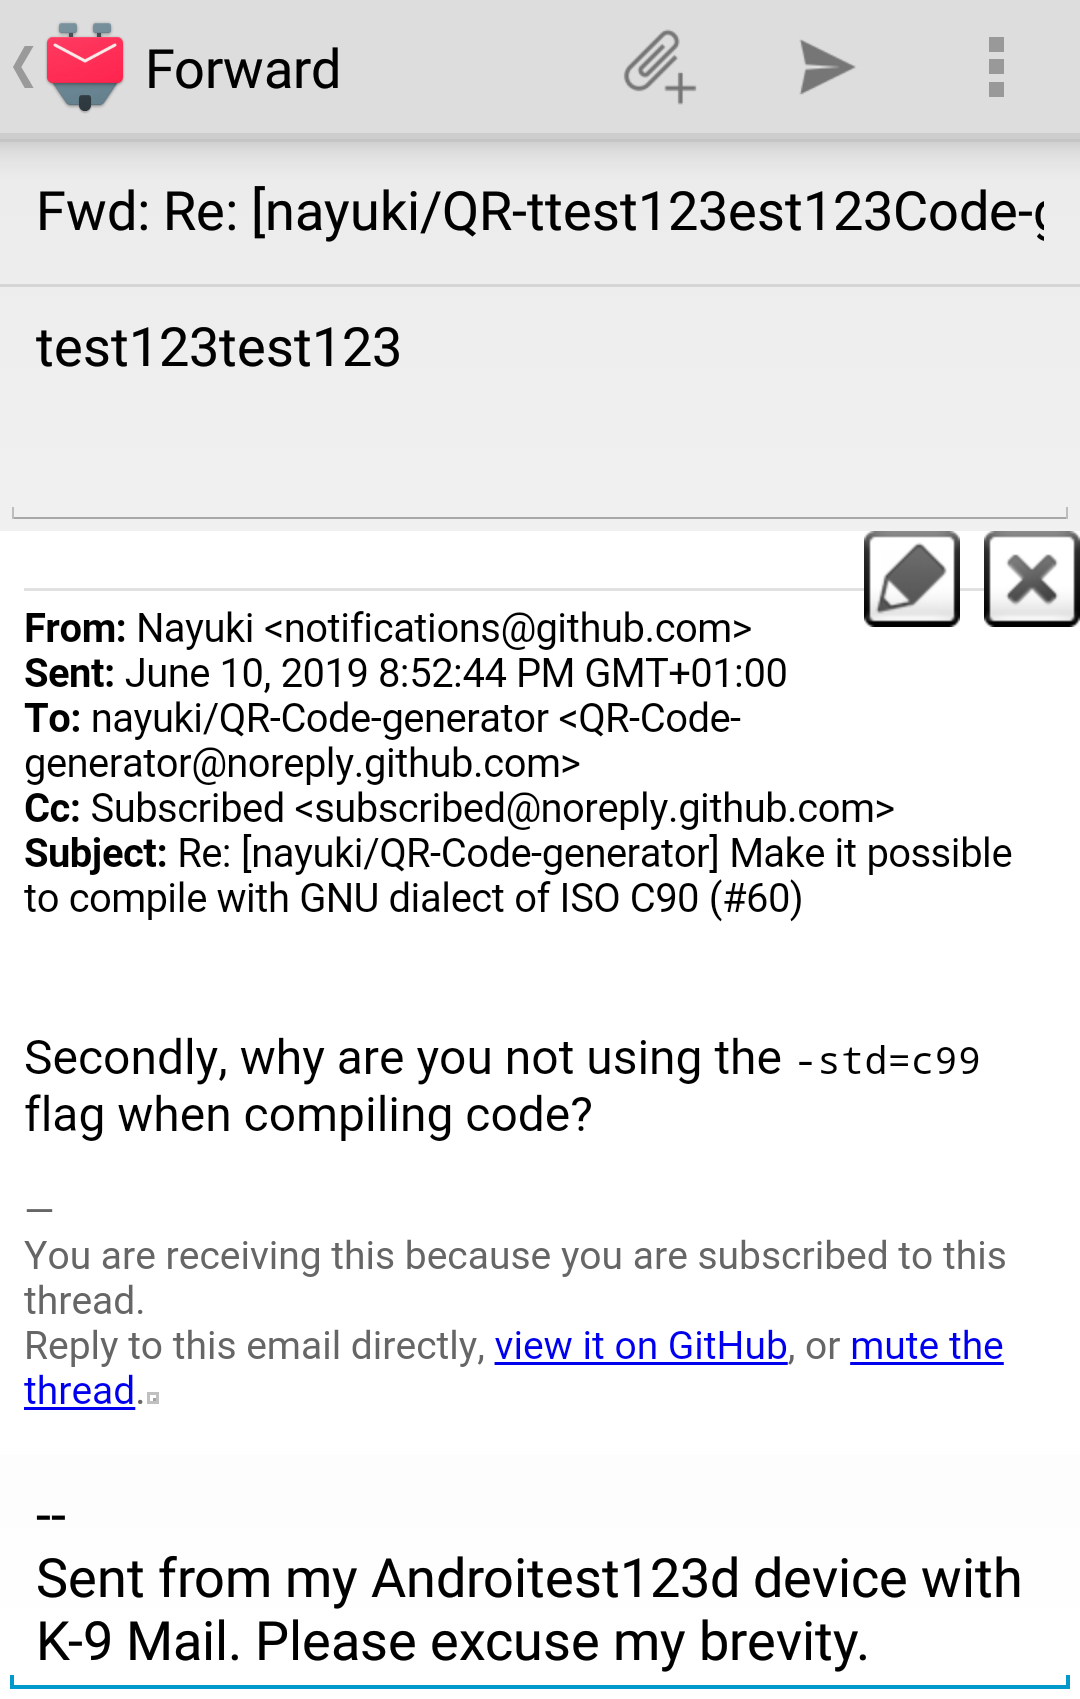 Forward
Fwd: Re: [nayuki/QR-ttest123est123Code-g
test123test123
From: Nayuki <notifications@github.com>
Sent: June 10, 2019 8:52:44 PM GMT+01:00
To: nayuki/QR-Code-generator <QR-Code-
generator@noreply.github.com>
Cc: Subscribed <subscribed@noreply.github.com>
Subject: Re: [nayuki/QR-Code-generator] Make it possible
to compile with GNU dialect of ISO C90 (#60)
Secondly, why are you not using the -std=c99
flag when compiling code?
—
You are receiving this because you are subscribed to this
thread.
Reply to this email directly, view it on GitHub, or mute the
thread.
--
Sent from my Androitest123d device with
K-9 Mail. Please excuse my brevity.